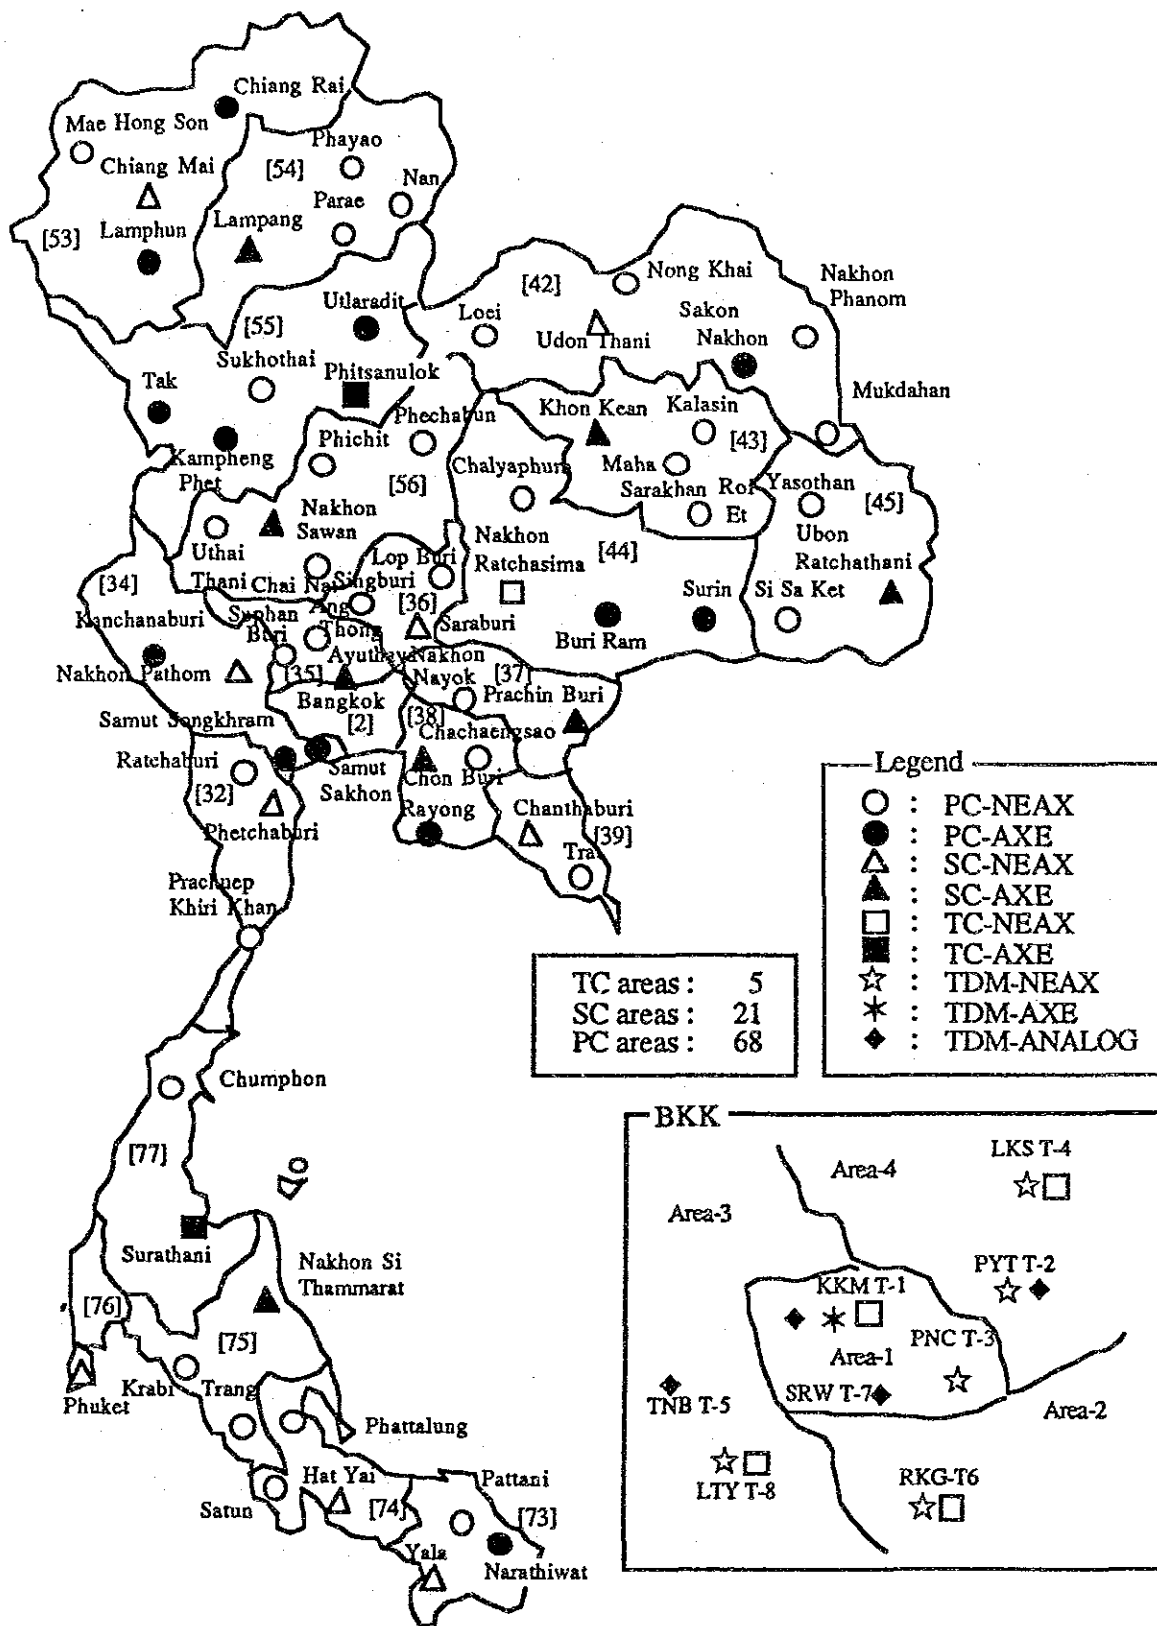 Chiang Rai
Mae Hong Son
Phayao
Chiang Mai
[54]
Nan
Parae
[53]
Lamphun
Lampang
[42]
Nong Khai
Nakhon
Phanom
Utlaradit
Loei
Sakon
Nakhon
[55]
Udon Thani
Sukhothai
Phitsanulok
Tak
Mukdahan
Khon Kean
Kalasin
Phechabun
Phichit
[43]
Kampheng
Phet
Chalyaphum
Maha
Sarakhan
Roi
Et
Yasothan
[56]
[45]
Nakhon
Sawan
Nakhon
Ratchasima
[44]
Ubon
Ratchathani
Uthai
Thani
Lop Buri
[34]
Chai Nat
Singburi
Surin
Si Sa Ket
Kanchanaburi
Suphan
Buri
Ang
Thong
[36]
Saraburi
Buri Ram
Nakhon Pathom
[35]
Ayuthay
Nakhon
Nayok
[37]
Prachin Buri
Bangkok
[2]
[38]
Samut Songkhram
Chachaengsao
Ratchaburi
Samut
Sakhon
Chon Buri
[32]
Rayong
Chanthaburi
[39]
Phetchaburi
Trat
Prachuep
Khiri Khan
Legend
: PC-NEAX
: PC-AXE
: SC-NEAX
: SC-AXE
: TC-NEAX
: TC-AXE
: TDM-NEAX
: TDM-AXE
: TDM-ANALOG
TC areas : 5
SC areas : 21
PC areas : 68
Chumphon
[77]
Surathani
Nakhon Si
Thammarat
[76]
[75]
Krabi
Trang
Phuket
Phattalung
Hat Yai
Pattani
Satun
[74]
[73]
Yala
Narathiwat
BKK
LKS T-4
Area-4
Area-3
PYT T-2
KKM T-1
PNC T-3
Area-1
SRW T-7
TNB T-5
Area-2
LTY T-8
RKG-T6